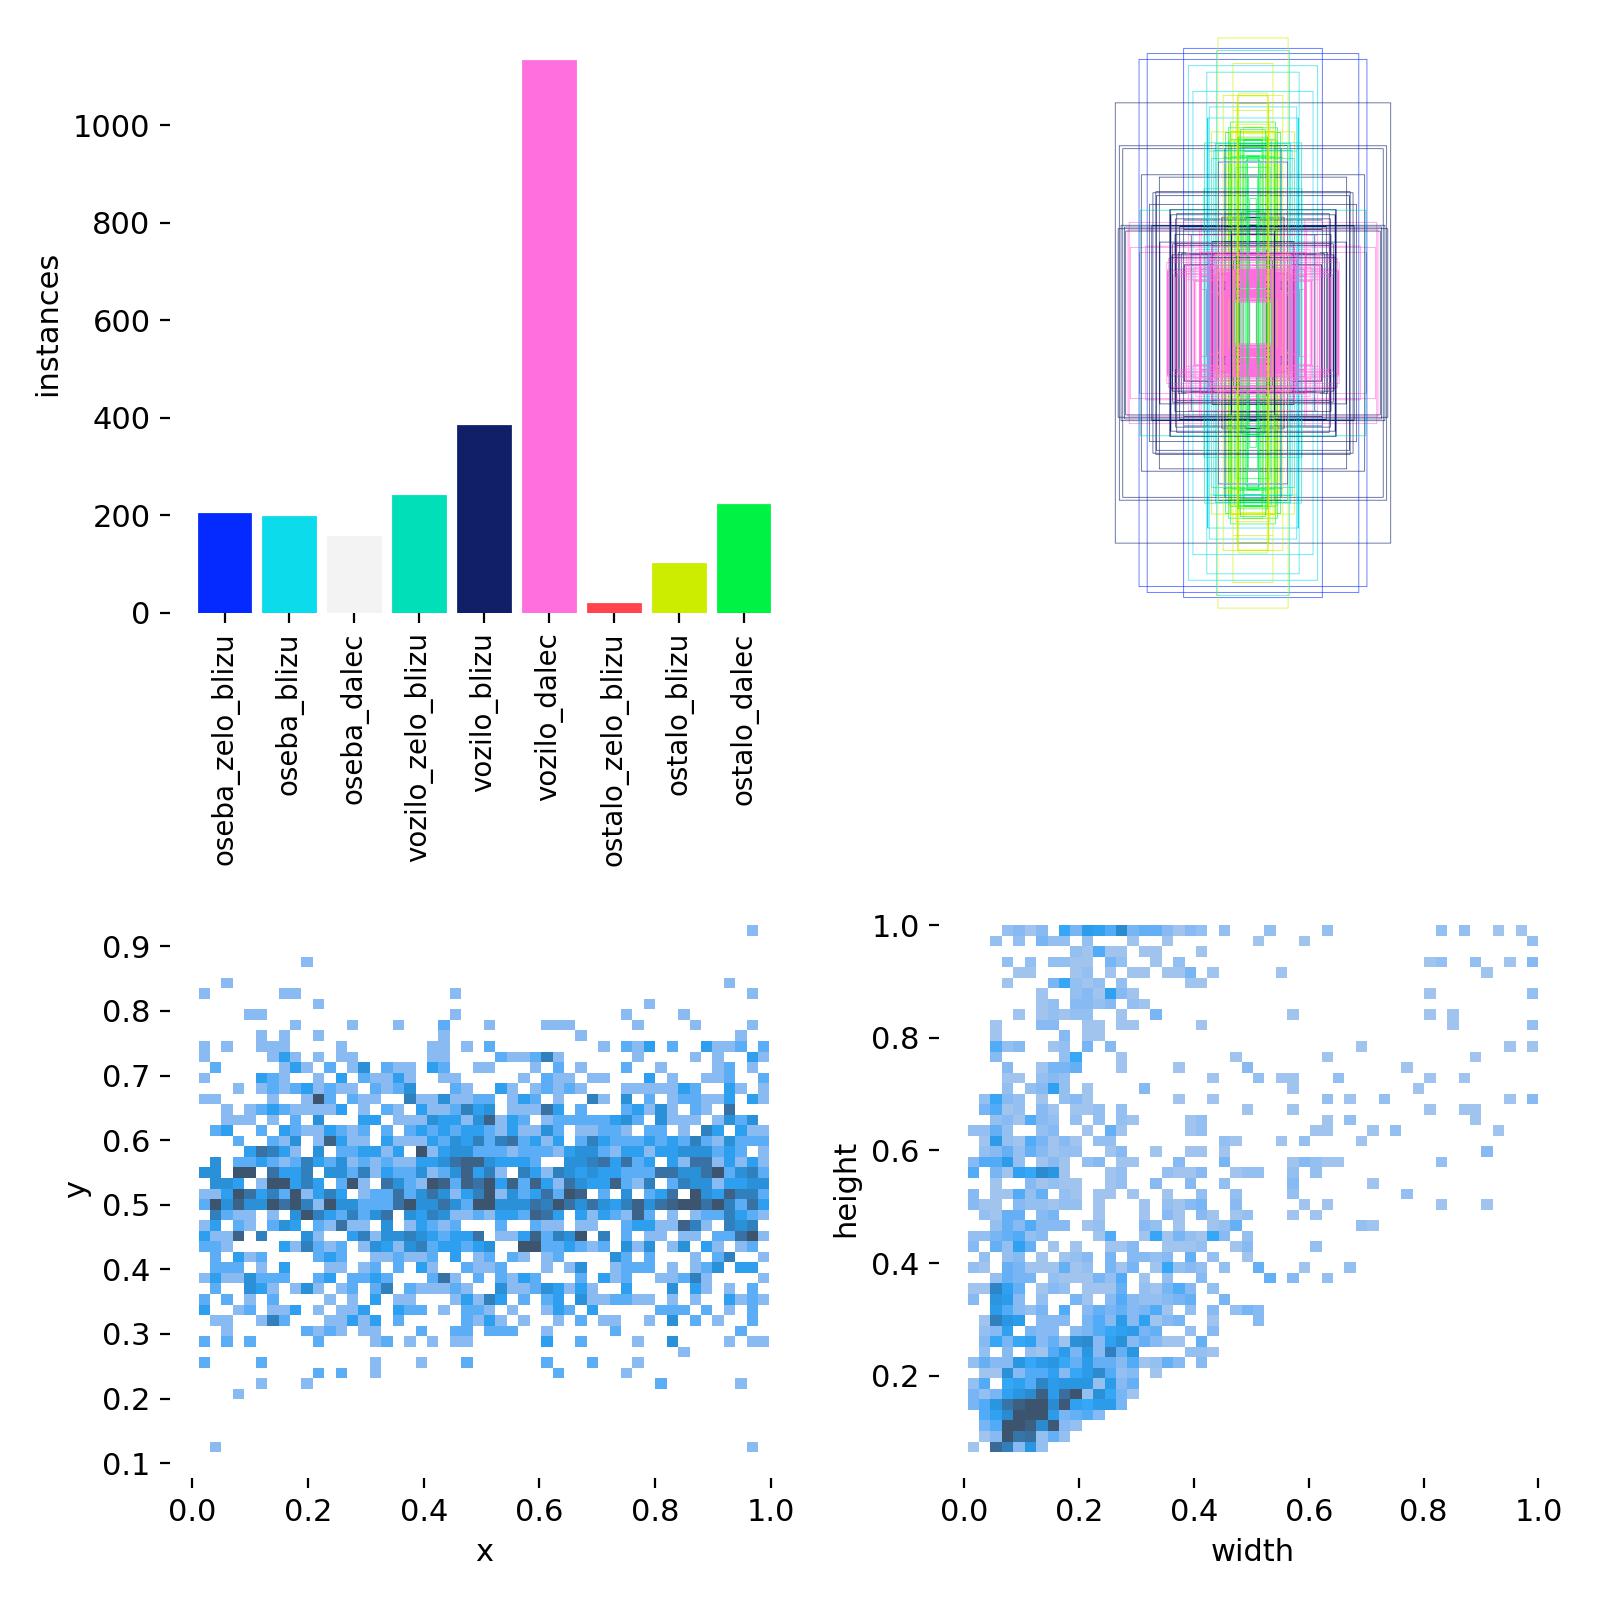 instances
1000
800
600
400
200
0
oseba_zelo_blizu
oseba_blizu
oseba_dalec
vozilo_zelo_blizu
vozilo_blizu
vozilo_dalec
ostalo_zelo_blizu
ostalo_blizu
ostalo_dalec
y
0.9
0.8
0.7
0.6
0.5
0.4
0.3
0.2
0.1
0.0 0.2 0.4 0.6 0.8 1.0
x
height
1.0
0.8
0.6
0.4
0.2
0.0 0.2 0.4 0.6 0.8 1.0
width